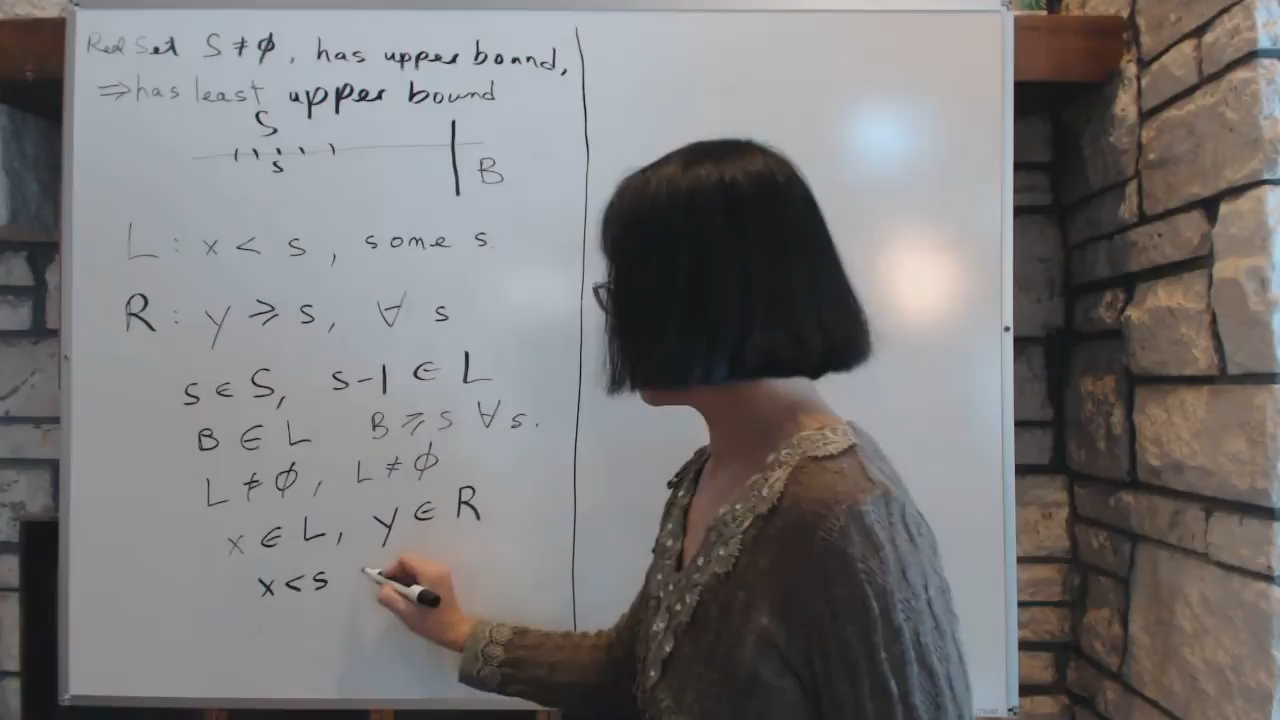 Real Set S ≠ ∅, has upper bound,
⇒ has least upper bound
S
s
B
L: x < s, some s.
R: y ⩾ s, ∀ s
s ∈ S, s-1 ∈ L
B ∈ L B ⩾ s ∀ s.
L ≠ ∅, L ≠ ∅
x ∈ L, y ∈ R
x < s